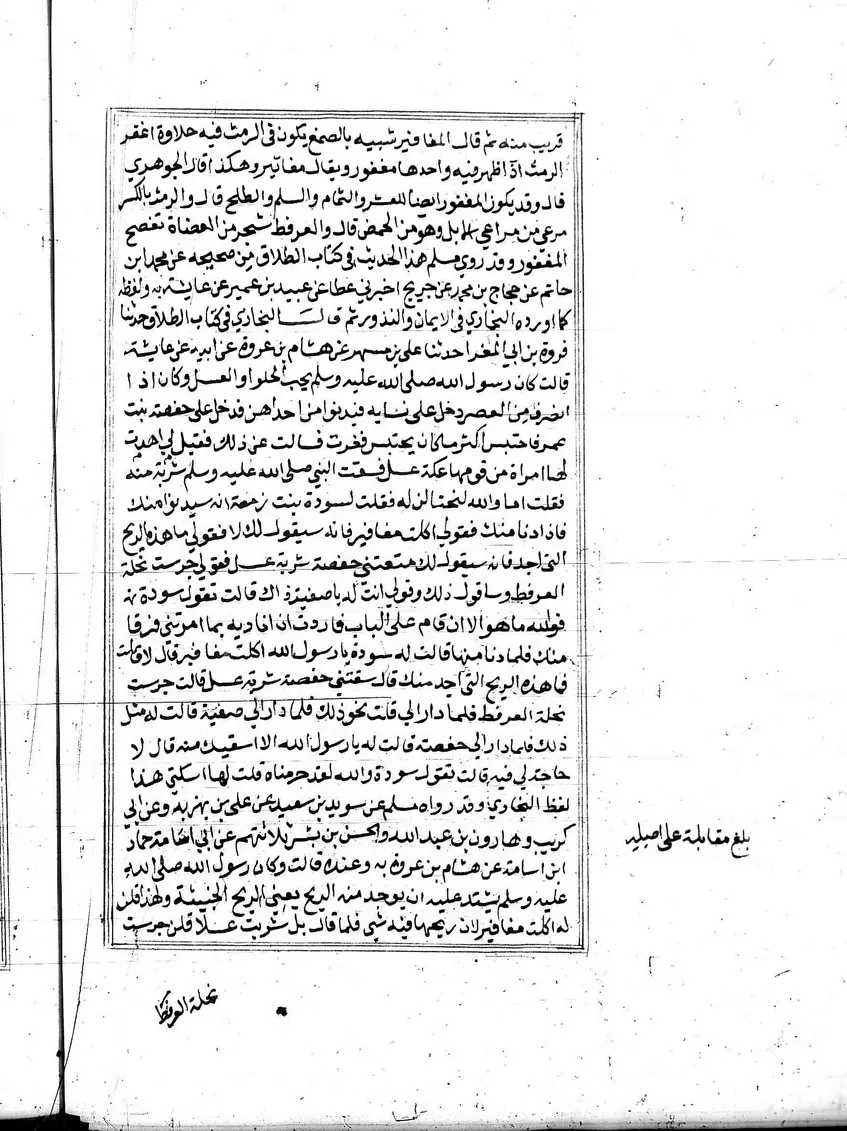 قريب منه ثم قال المغافير شبيه بالصمغ يكون في الرمث فيه حلاوة اغفر
الرمث اذا ظهر فيه واحدها مغفور ويقال مغاثير وهكذا قال الجوهري
قال وقد يكون المغفور ايضا للعشر والثمام والسلم والطلح قال والرمث بالكسر
مرعي من مراعي الابل وهو من الحمض قال والعرفط شجر من العضاة تنضح
المغفور وقد روي مسلم هذا الحديث في كتاب الطلاق من صحيحه عن محمد ابن
حاتم عن حجاج بن محمد عن جريج اخبرني عطا عن عبيد بن عمير عن عايشة به ولفظه
كما اورده البخاري في الايمان والنذور ثم قال البخاري في كتاب الطلاق حدثنا
فروة بن ابي المغرا حدثنا علي بن مسهر عن هشام بن عروة عن ابيه عن عايشة
قالت كان رسول الله صلى الله عليه وسلم يحب الحلوا والعسل وكان اذا
انصرف من العصر دخل على نسايه فيدنوا من احداهن فدخل على حفصة بنت
عمر فاحتبس اكثر ما كان يحتبس فغرت فسالت عن ذلك فقيل لي اهدت
لها امراة من قومها عكة عسل فسقت النبي صلى الله عليه وسلم شربة منه
فقلت اما والله لنحتالن له فقلت لسودة بنت زمعة انه سيدنوا منك
فاذا دنا منك فقولي اكلت مغافير فانه سيقول لك لا فقولي ما هذه الريح
التي اجد فانه سيقول لك سقتني حفصة شربة عسل فقولي جرست نحلة
العرفط وساقول ذلك وقولي انت له يا صفية ذاك قالت تقول سودة
فوالله ما هو الا ان قام على الباب فاردت ان اناديه بما امرتني فرقا
منك فلما دنا منها قالت له سودة يا رسول الله اكلت مغافير قال لا قالت
فما هذه الريح التي اجد منك قال سقتني حفصة شربة عسل قالت جرست
نحلة العرفط فلما دار الي قلت نحو ذلك فلما دار الي صفية قالت له مثل
ذلك فلما دار الي حفصة قالت له يا رسول الله الا اسقيك منه قال لا
حاجة لي فيه قالت تقول سودة والله لقد حرمناه قلت لها اسكتي هذا
لفظ البخاري وقد رواه مسلم عن سويد بن سعيد عن علي بن مسهر به وعن ابي
كريب وهارون بن عبد الله والحسن بن بشر ثلاثتهم عن ابي اسامة حماد
ابن اسامة عن هشام بن عروة به وعنده قالت وكان رسول الله صلى الله
عليه وسلم يشتد عليه ان يوجد منه الريح يعني الريح الخبيثة ولهذا قلن
له اكلت مغافير لان ريحها فيه شي فلما قال بل شربت عسلا قلن جرست
نحلة العرفط
بلغ مقابلة على اصليه